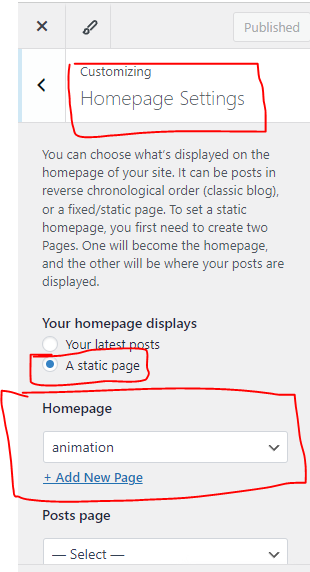 Published
Customizing
Homepage Settings
You can choose what's displayed on the
homepage of your site. It can be posts in
reverse chronological order (classic blog),
or a fixed/static page. To set a static
homepage, you first need to create two
Pages. One will become the homepage,
and the other will be where your posts are
displayed.
Your homepage displays
Your latest posts
A static page
Homepage
animation
+ Add New Page
Posts page
— Select —